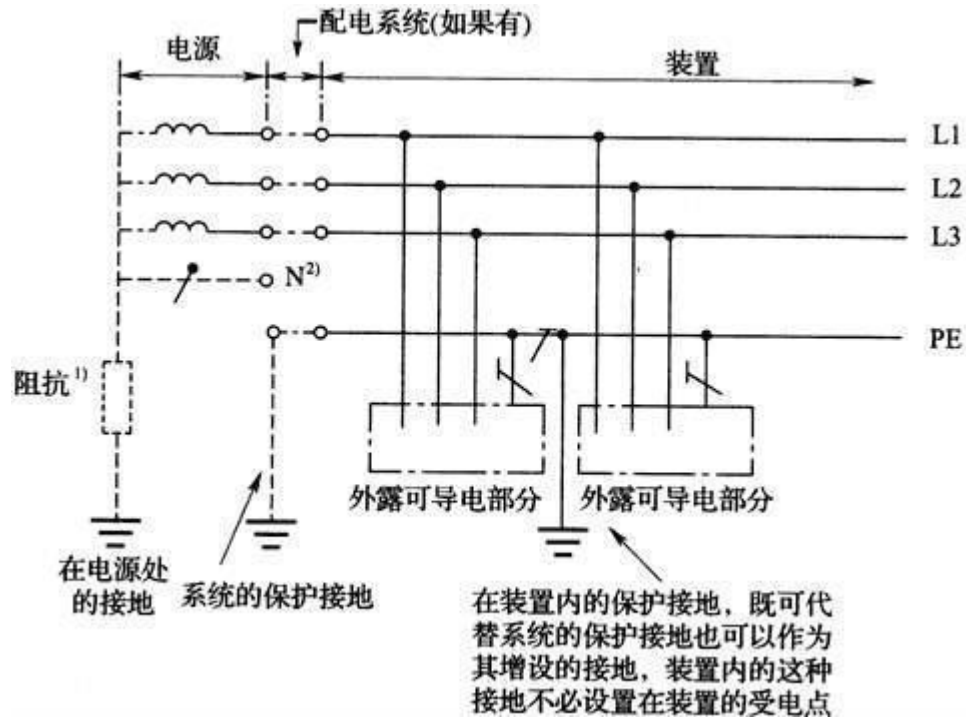 配电系统(如果有)
电源
装置
L1
L2
L3
N²⁾
PE
阻抗¹⁾
外露可导电部分
外露可导电部分
在电源处
的接地
系统的保护接地
在装置内的保护接地，既可代
替系统的保护接地也可以作为
其增设的接地，装置内的这种
接地不必设置在装置的受电点